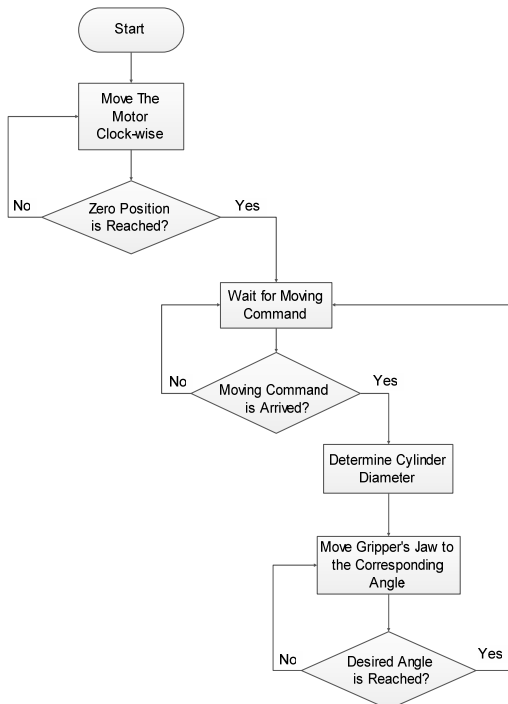 Start
Move The
Motor
Clock-wise
No
Zero Position
is Reached?
Yes
Wait for Moving
Command
No
Moving Command
is Arrived?
Yes
Determine Cylinder
Diameter
Move Gripper's Jaw to
the Corresponding
Angle
No
Desired Angle
is Reached?
Yes